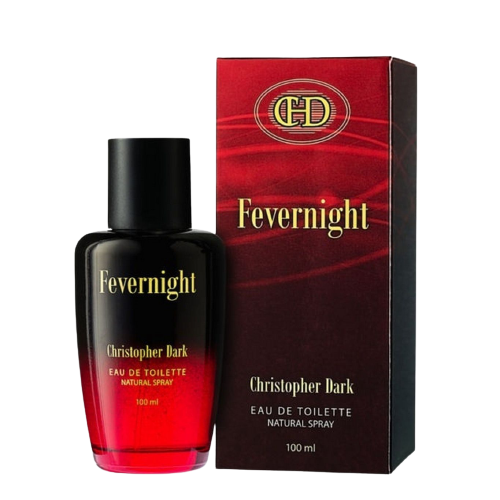 Fevernight
Christopher Dark
EAU DE TOILETTE
NATURAL SPRAY
100 ml
CHD
Fevernight
Christopher Dark
EAU DE TOILETTE
NATURAL SPRAY
100 ml